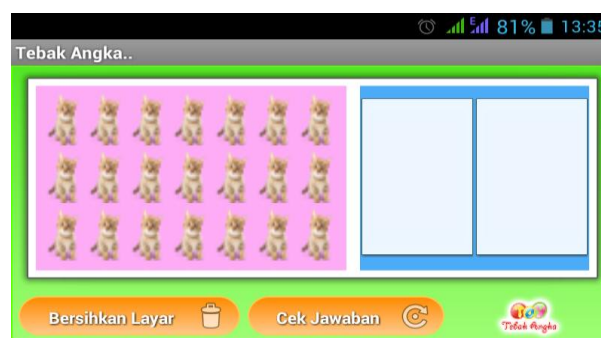 E 81% 13:35
Tebak Angka..
Bersihkan Layar
Cek Jawaban
Tebak Angka